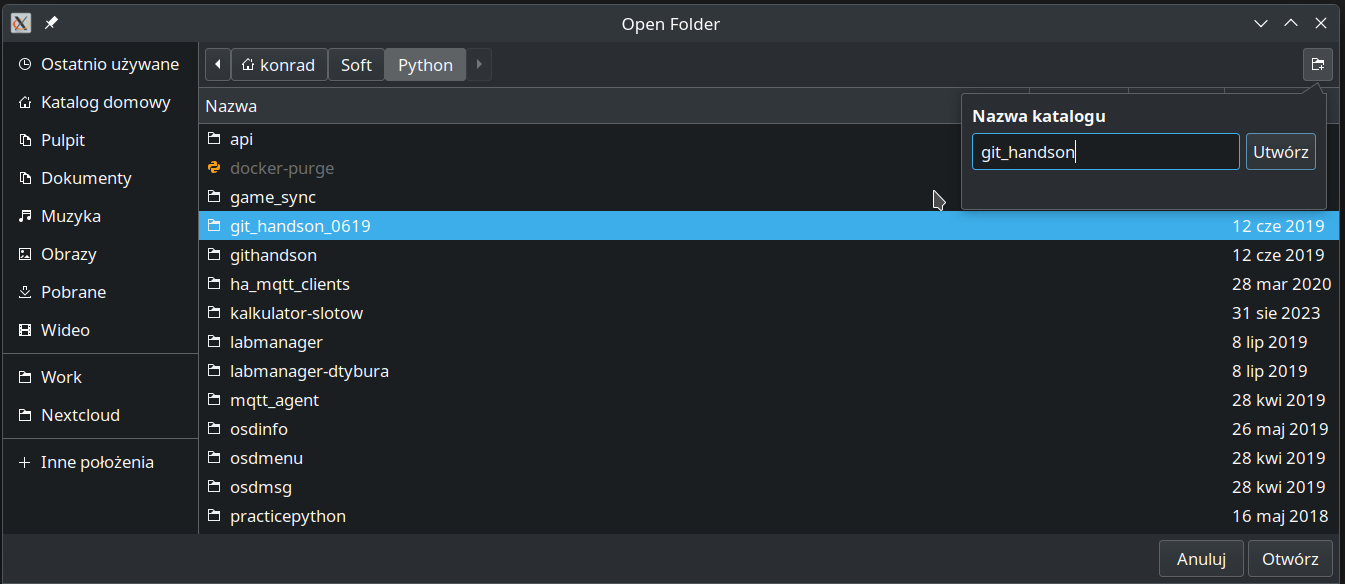 Open Folder
Ostatnio używane
Katalog domowy
Pulpit
Dokumenty
Muzyka
Obrazy
Pobrane
Wideo
Work
Nextcloud
Inne położenia
konrad Soft Python
Nazwa
Nazwa katalogu
git_handson Utwórz
api
docker-purge
game_sync
git_handson_0619 12 cze 2019
githandson 12 cze 2019
ha_mqtt_clients 28 mar 2020
kalkulator-slotow 31 sie 2023
labmanager 8 lip 2019
labmanager-dtybura 8 lip 2019
mqtt_agent 28 kwi 2019
osdinfo 26 maj 2019
osdmenu 28 kwi 2019
osdmsg 28 kwi 2019
practicepython 16 maj 2018
Anuluj Otwórz